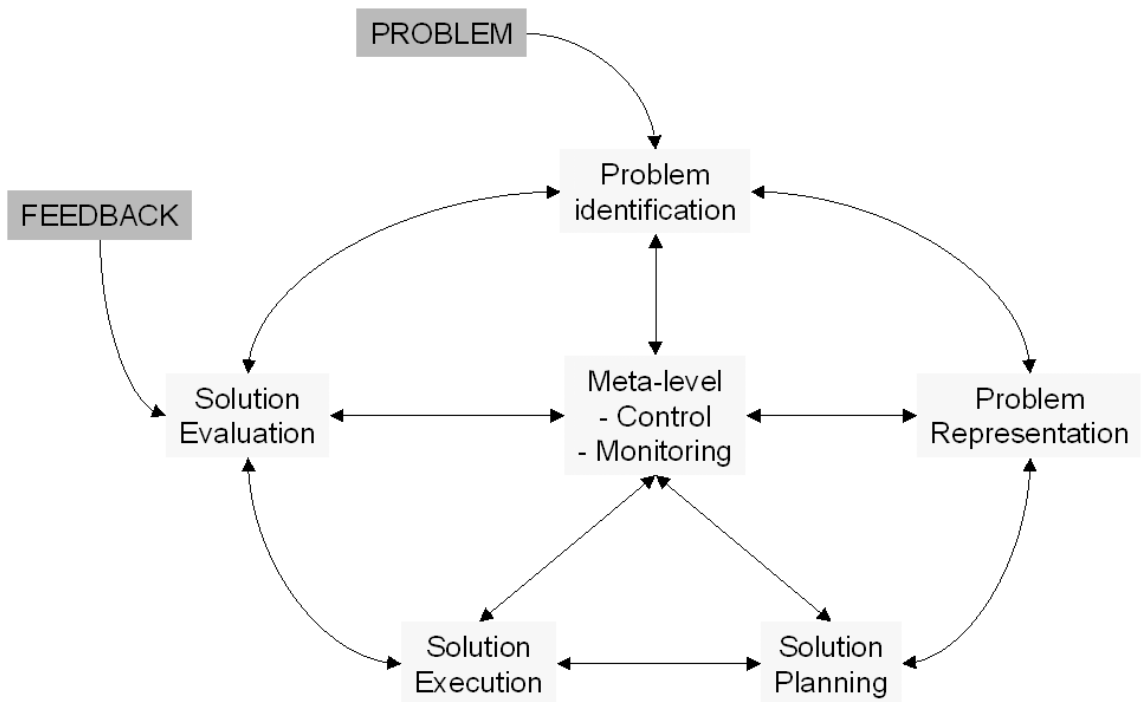 PROBLEM
Problem
identification
FEEDBACK
Solution
Evaluation
Meta-level
- Control
- Monitoring
Problem
Representation
Solution
Execution
Solution
Planning